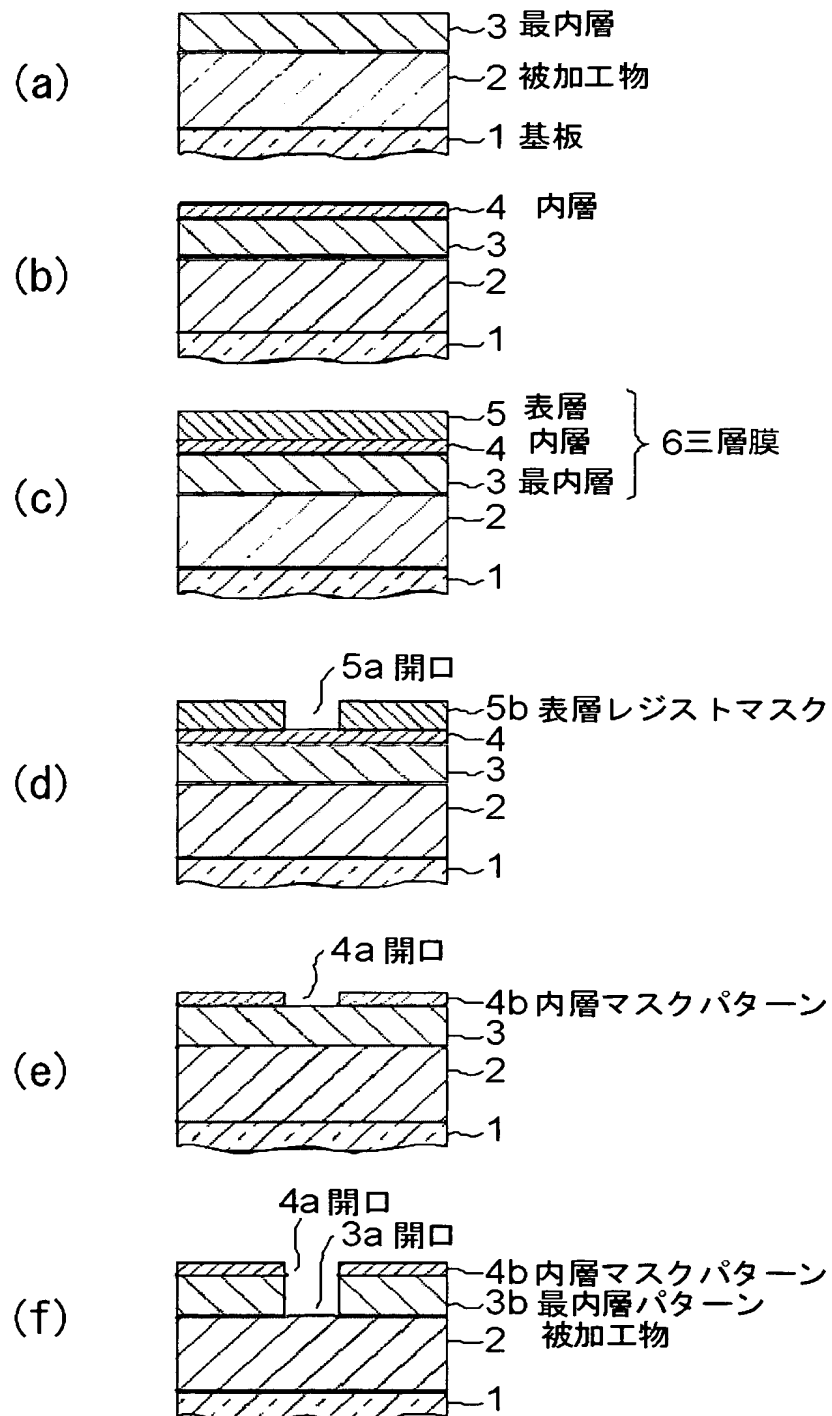 (a)
3 最内層
2 被加工物
1 基板
(b)
4 内層
3
2
1
(c)
5 表層
4 内層
3 最内層
6三層膜
2
1
(d)
5a 開口
5b 表層レジストマスク
4
3
2
1
(e)
4a 開口
4b 内層マスクパターン
3
2
1
(f)
4a 開口
3a 開口
4b 内層マスクパターン
3b 最内層パターン
2 被加工物
1